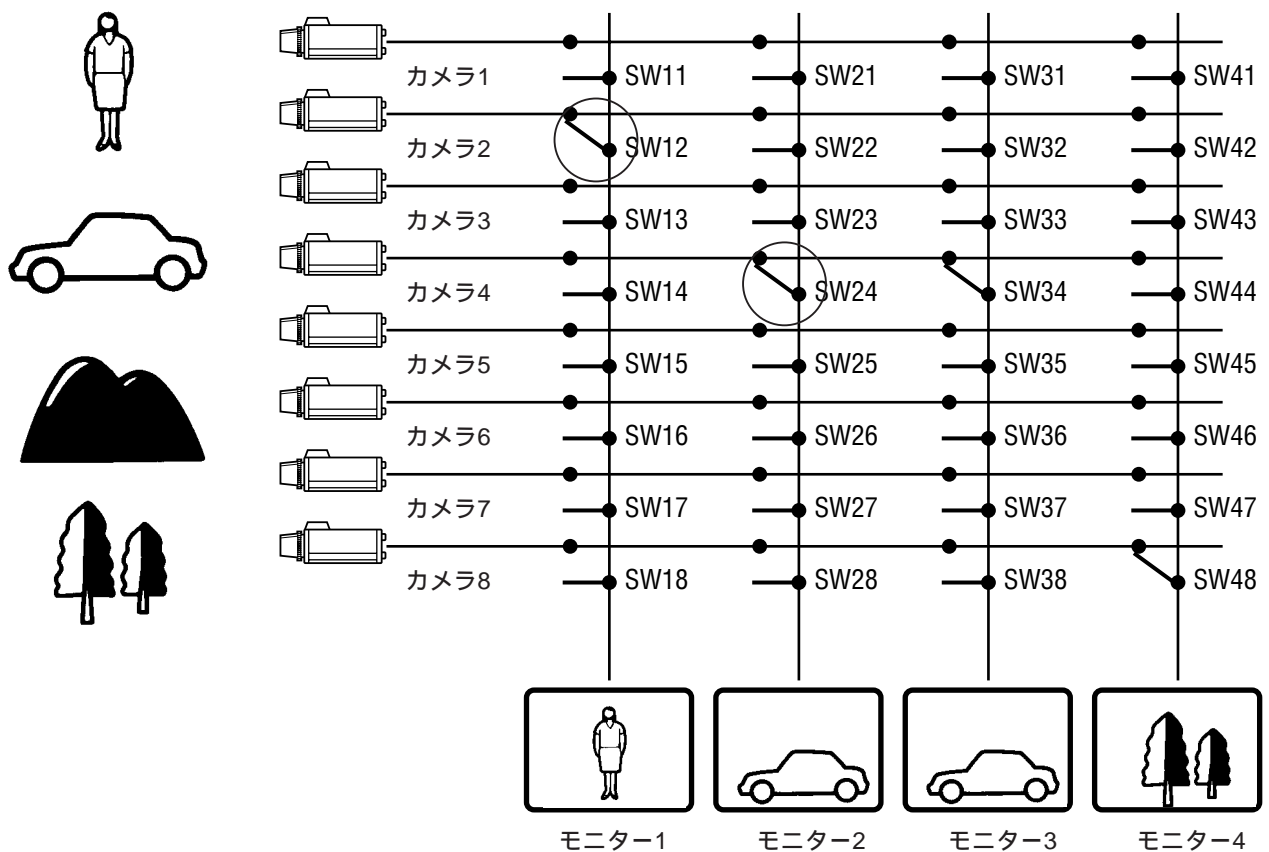 カメラ1 SW11 SW21 SW31 SW41
カメラ2 SW12 SW22 SW32 SW42
カメラ3 SW13 SW23 SW33 SW43
カメラ4 SW14 SW24 SW34 SW44
カメラ5 SW15 SW25 SW35 SW45
カメラ6 SW16 SW26 SW36 SW46
カメラ7 SW17 SW27 SW37 SW47
カメラ8 SW18 SW28 SW38 SW48
モニター1 モニター2 モニター3 モニター4